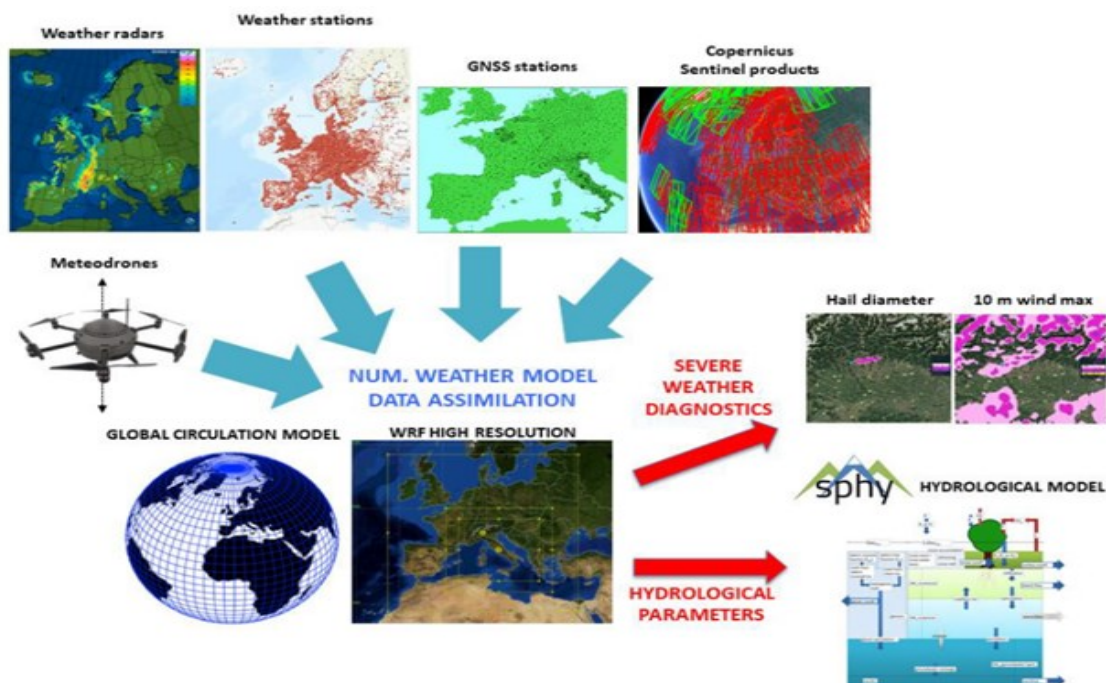 Weather radars
Weather stations
GNSS stations
Copernicus
Sentinel products
Meteodrones
NUM. WEATHER MODEL
DATA ASSIMILATION
SEVERE
WEATHER
DIAGNOSTICS
Hail diameter
10 m wind max
GLOBAL CIRCULATION MODEL
WRF HIGH RESOLUTION
sphy
HYDROLOGICAL MODEL
HYDROLOGICAL
PARAMETERS